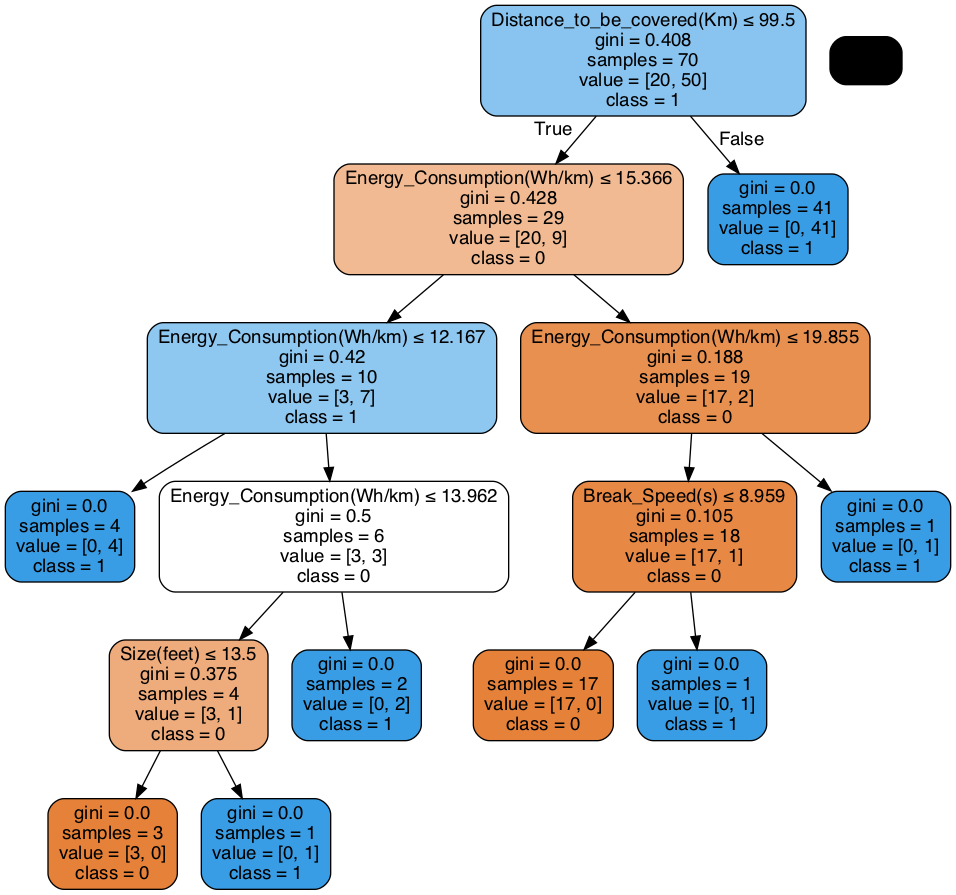 Distance_to_be_covered(Km) ≤ 99.5
gini = 0.408
samples = 70
value = [20, 50]
class = 1
True
False
Energy_Consumption(Wh/km) ≤ 15.366
gini = 0.428
samples = 29
value = [20, 9]
class = 0
gini = 0.0
samples = 41
value = [0, 41]
class = 1
Energy_Consumption(Wh/km) ≤ 12.167
gini = 0.42
samples = 10
value = [3, 7]
class = 1
Energy_Consumption(Wh/km) ≤ 19.855
gini = 0.188
samples = 19
value = [17, 2]
class = 0
gini = 0.0
samples = 4
value = [0, 4]
class = 1
Energy_Consumption(Wh/km) ≤ 13.962
gini = 0.5
samples = 6
value = [3, 3]
class = 0
Break_Speed(s) ≤ 8.959
gini = 0.105
samples = 18
value = [17, 1]
class = 0
gini = 0.0
samples = 1
value = [0, 1]
class = 1
Size(feet) ≤ 13.5
gini = 0.375
samples = 4
value = [3, 1]
class = 0
gini = 0.0
samples = 2
value = [0, 2]
class = 1
gini = 0.0
samples = 17
value = [17, 0]
class = 0
gini = 0.0
samples = 1
value = [0, 1]
class = 1
gini = 0.0
samples = 3
value = [3, 0]
class = 0
gini = 0.0
samples = 1
value = [0, 1]
class = 1